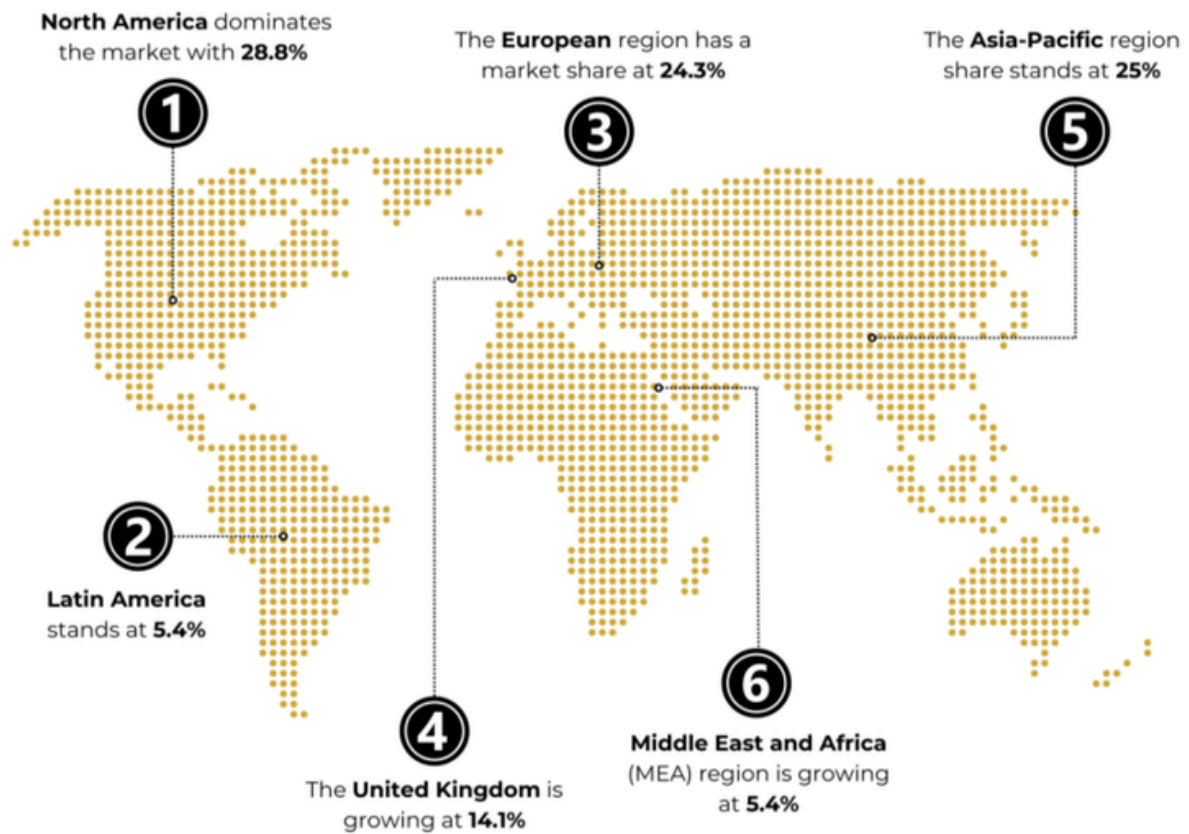 North America dominates
the market with 28.8%
1
The European region has a
market share at 24.3%
3
The Asia-Pacific region
share stands at 25%
5
2
Latin America
stands at 5.4%
4
The United Kingdom is
growing at 14.1%
6
Middle East and Africa
(MEA) region is growing
at 5.4%